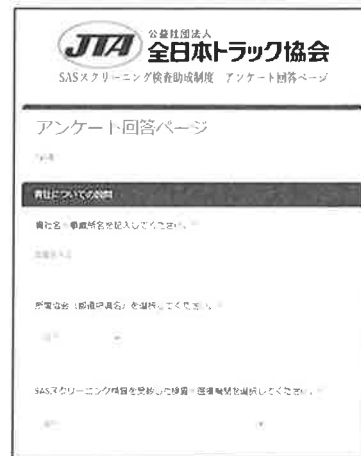 JTA 公益社団法人
全日本トラック協会
SASスクリーニング検査助成制度 アンケート回答ページ
アンケート回答ページ
貴社についての設問
貴社名・事業所名を記入してください。
所属協会（都道府県名）を選択してください。
SASスクリーニング検査を受診した検査・医療機関を選択してください。